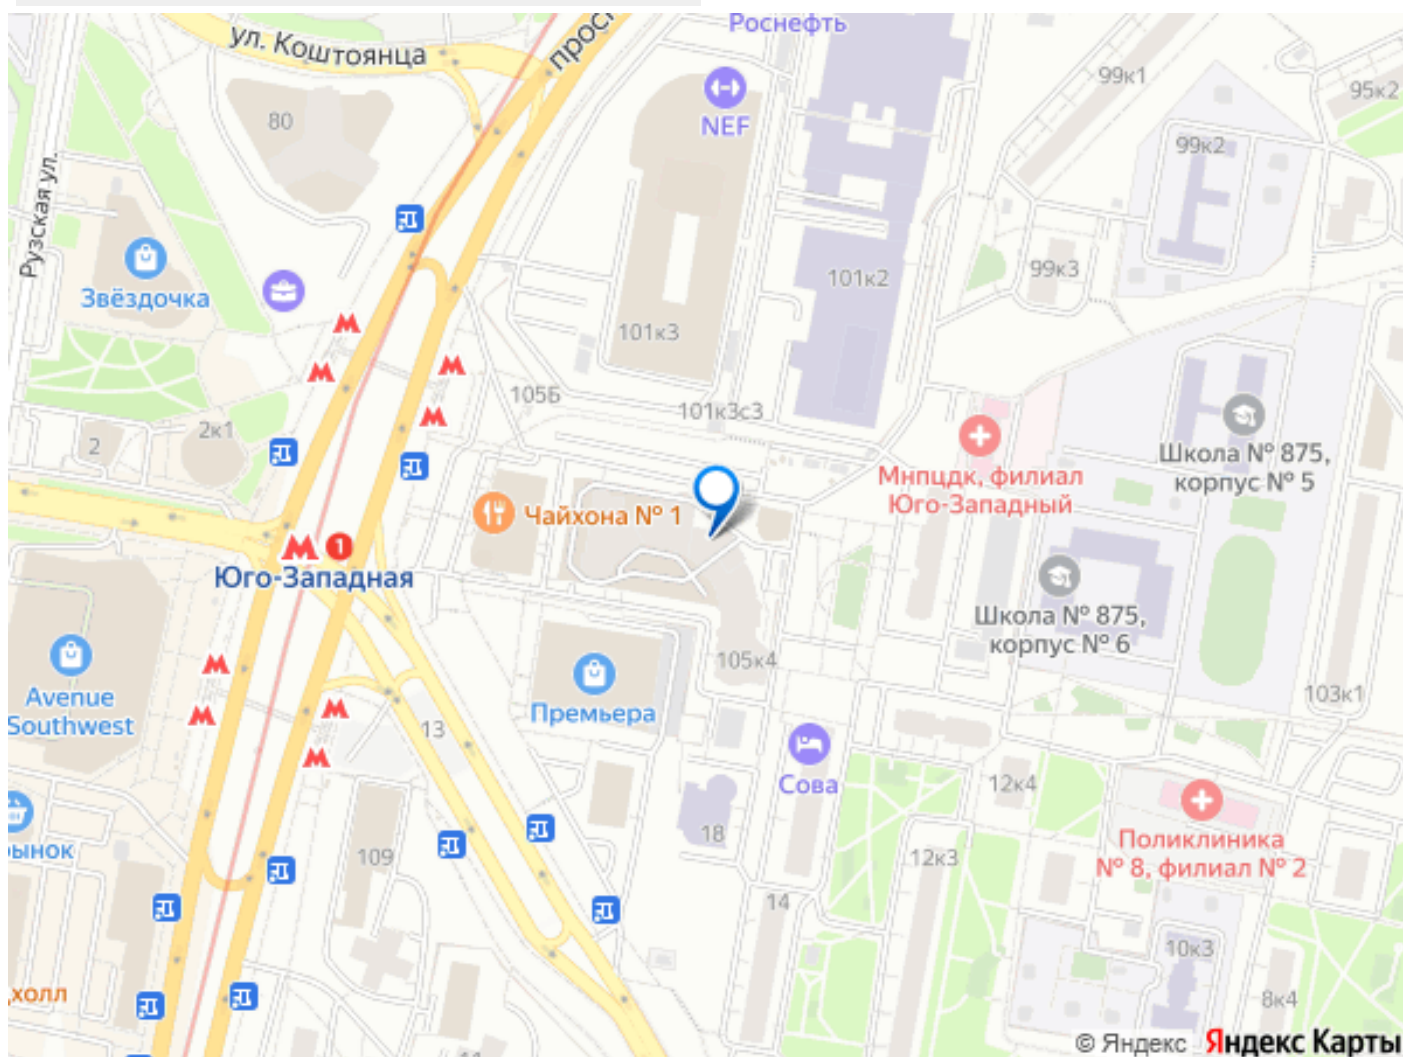 Роснефть
ул. Коштоянца
просп
99к1
95к2
NEF
80
99к2
Рузская ул.
99к3
101к2
Звёздочка
101к3
105Б
101к3с3
2к1
2
Школа № 875,
корпус № 5
Мнпцдк, филиал
Юго-Западный
Чайхона № 1
1
Юго-Западная
Школа № 875,
корпус № 6
105к4
103к1
Avenue
Southwest
Премьера
13
Сова
12к4
18
Поликлиника
№ 8, филиал № 2
ынок
109
12к3
14
10к3
холл
8к4
© Яндекс Яндекс Карты